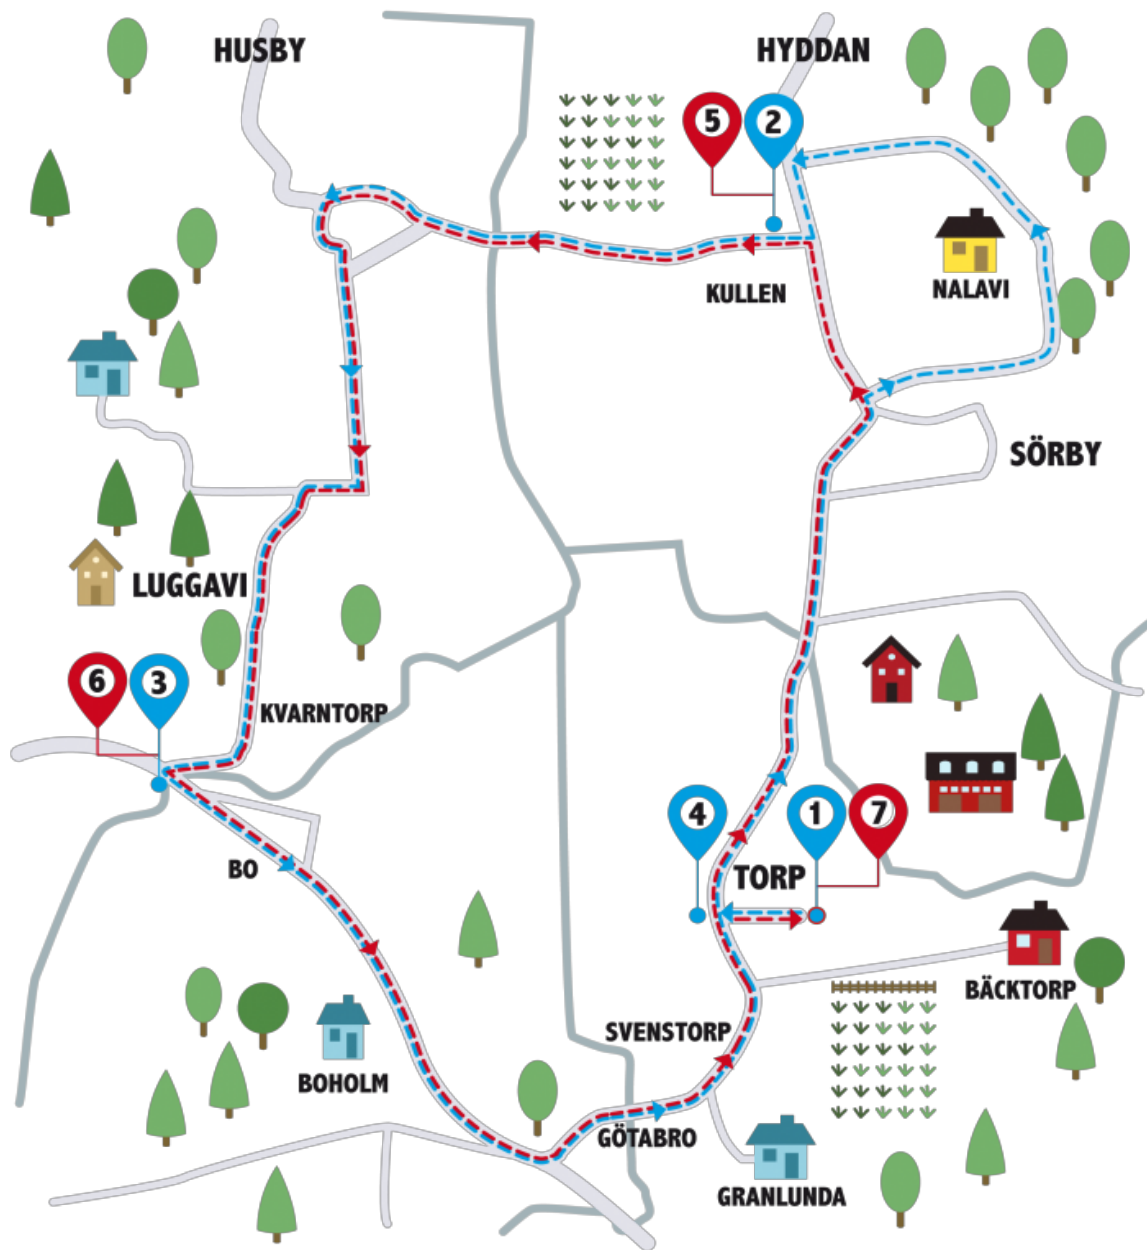 HUSBY
HYDDAN
5
2
NALAVI
KULLEN
SÖRBY
LUGGAVI
6
3
KVARNTORP
4
1
7
BO
TORP
BÄCKTORP
SVENSTORP
BOHOLM
GÖTABRO
GRANLUNDA